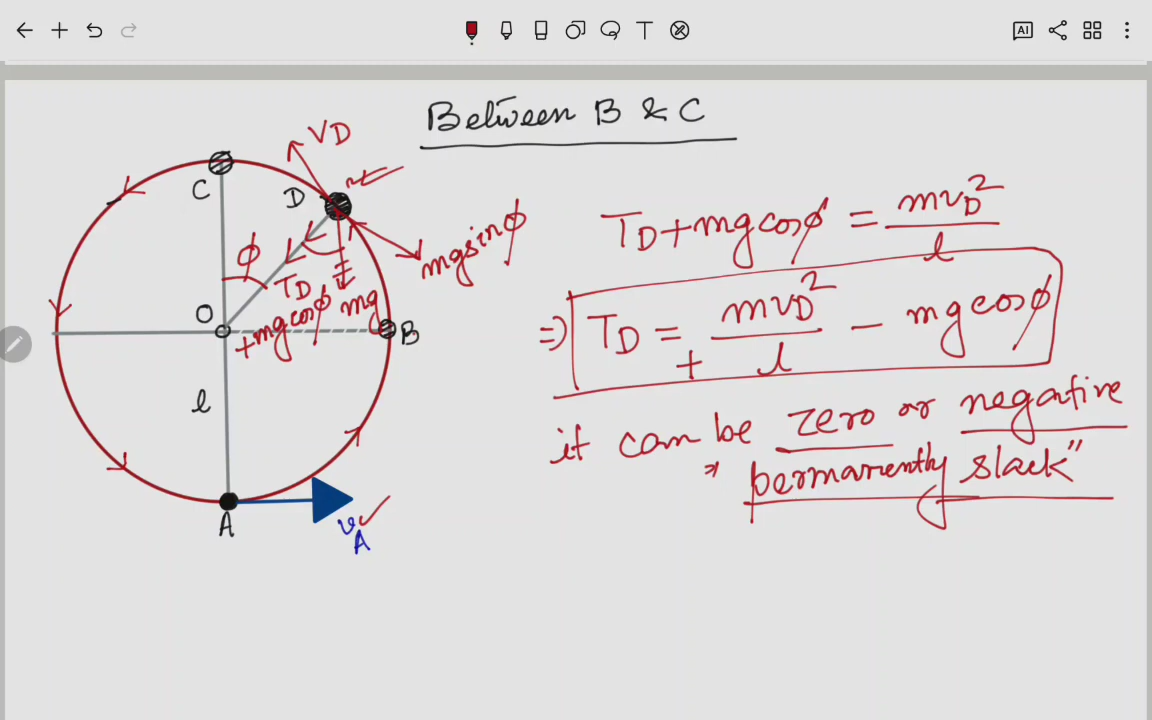 Between B & C
VD
C
D
mg sinϕ
ϕ
TD
+mg cosϕ
mg
O
B
l
A
vA
TD + mg cosϕ = mvD²/l
⇒ TD = mvD²/l − mg cosϕ
+
it can be zero or negative
"permanently slack"
AI
T